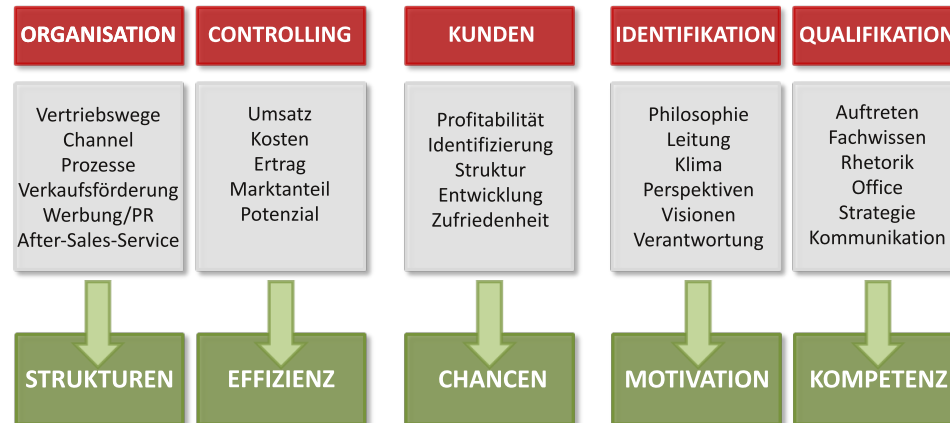 ORGANISATION
Vertriebswege
Channel
Prozesse
Verkaufsförderung
Werbung/PR
After-Sales-Service
STRUKTUREN
CONTROLLING
Umsatz
Kosten
Ertrag
Marktanteil
Potenzial
EFFIZIENZ
KUNDEN
Profitabilität
Identifizierung
Struktur
Entwicklung
Zufriedenheit
CHANCEN
IDENTIFIKATION
Philosophie
Leitung
Klima
Perspektiven
Visionen
Verantwortung
MOTIVATION
QUALIFIKATION
Auftreten
Fachwissen
Rhetorik
Office
Strategie
Kommunikation
KOMPETENZ